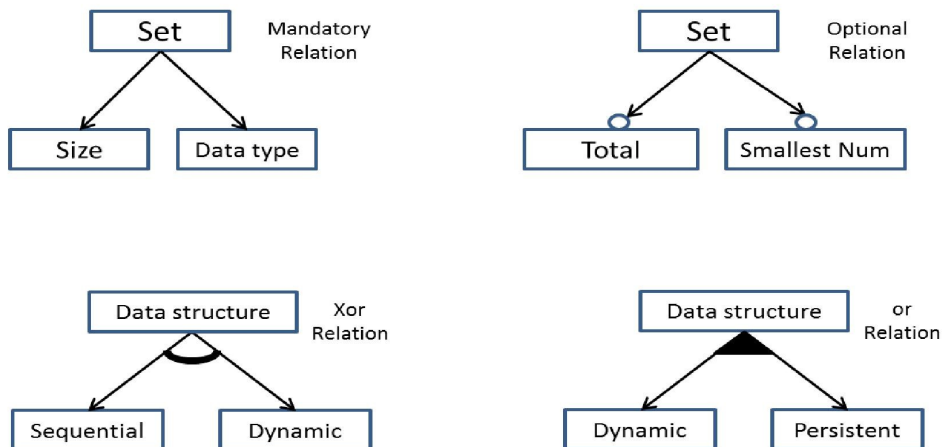 Set
Mandatory
Relation
Size
Data type
Set
Optional
Relation
Total
Smallest Num
Data structure
Xor
Relation
Sequential
Dynamic
Data structure
or
Relation
Dynamic
Persistent